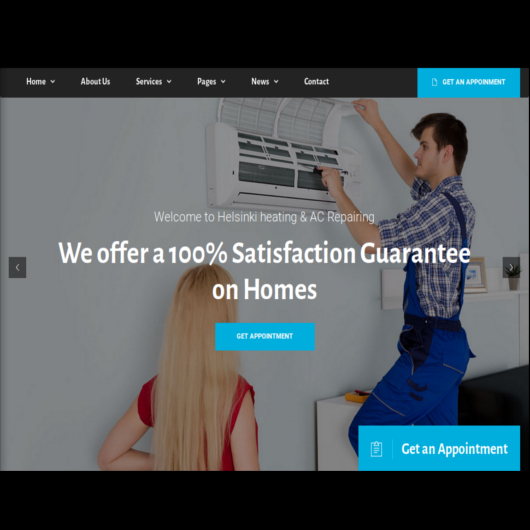 Home About Us Services Pages News Contact GET AN APPOINMENT
Welcome to Helsinki heating & AC Repairing
We offer a 100% Satisfaction Guarantee
on Homes
GET APPOINTMENT
Get an Appointment